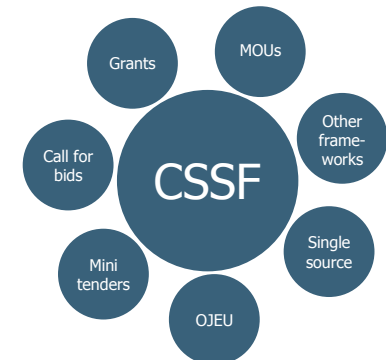 MOUs
Grants
Other
frame-
works
Call for
bids
CSSF
Single
source
Mini
tenders
OJEU